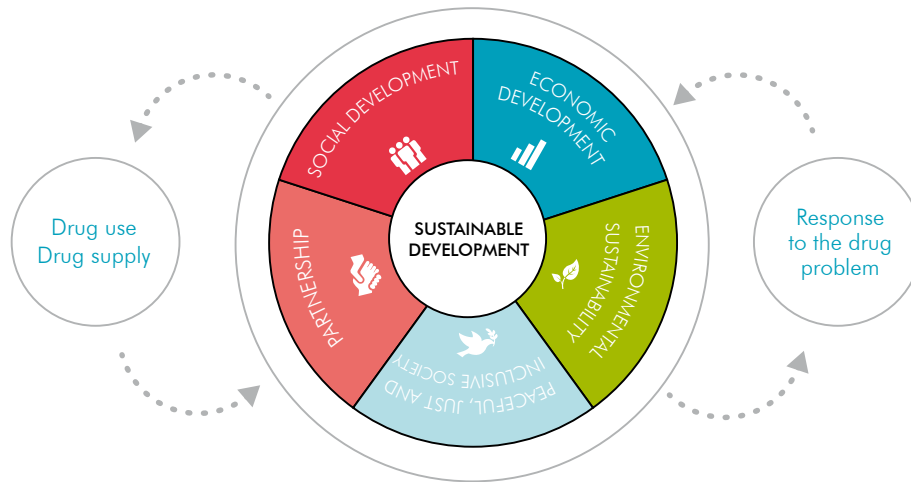 SOCIAL DEVELOPMENT
ECONOMIC
DEVELOPMENT
Drug use
Drug supply
PARTNERSHIP
SUSTAINABLE
DEVELOPMENT
ENVIRONMENTAL
SUSTAINABILITY
Response
to the drug
problem
PEACEFUL, JUST AND
INCLUSIVE SOCIETY